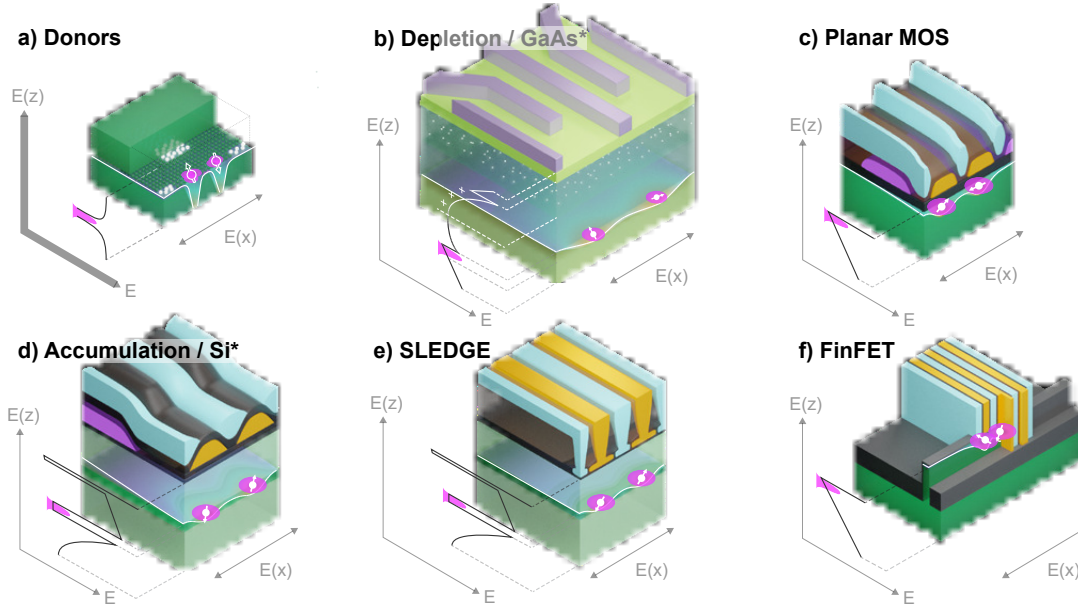 a) Donors
b) Depletion / GaAs*
c) Planar MOS
E(z)
E(x)
E
E(z)
+ + + +
E(x)
E
E(z)
E(x)
E
d) Accumulation / Si*
e) SLEDGE
f) FinFET
E(z)
E(x)
E
E(z)
E(x)
E
E(z)
E(x)
E